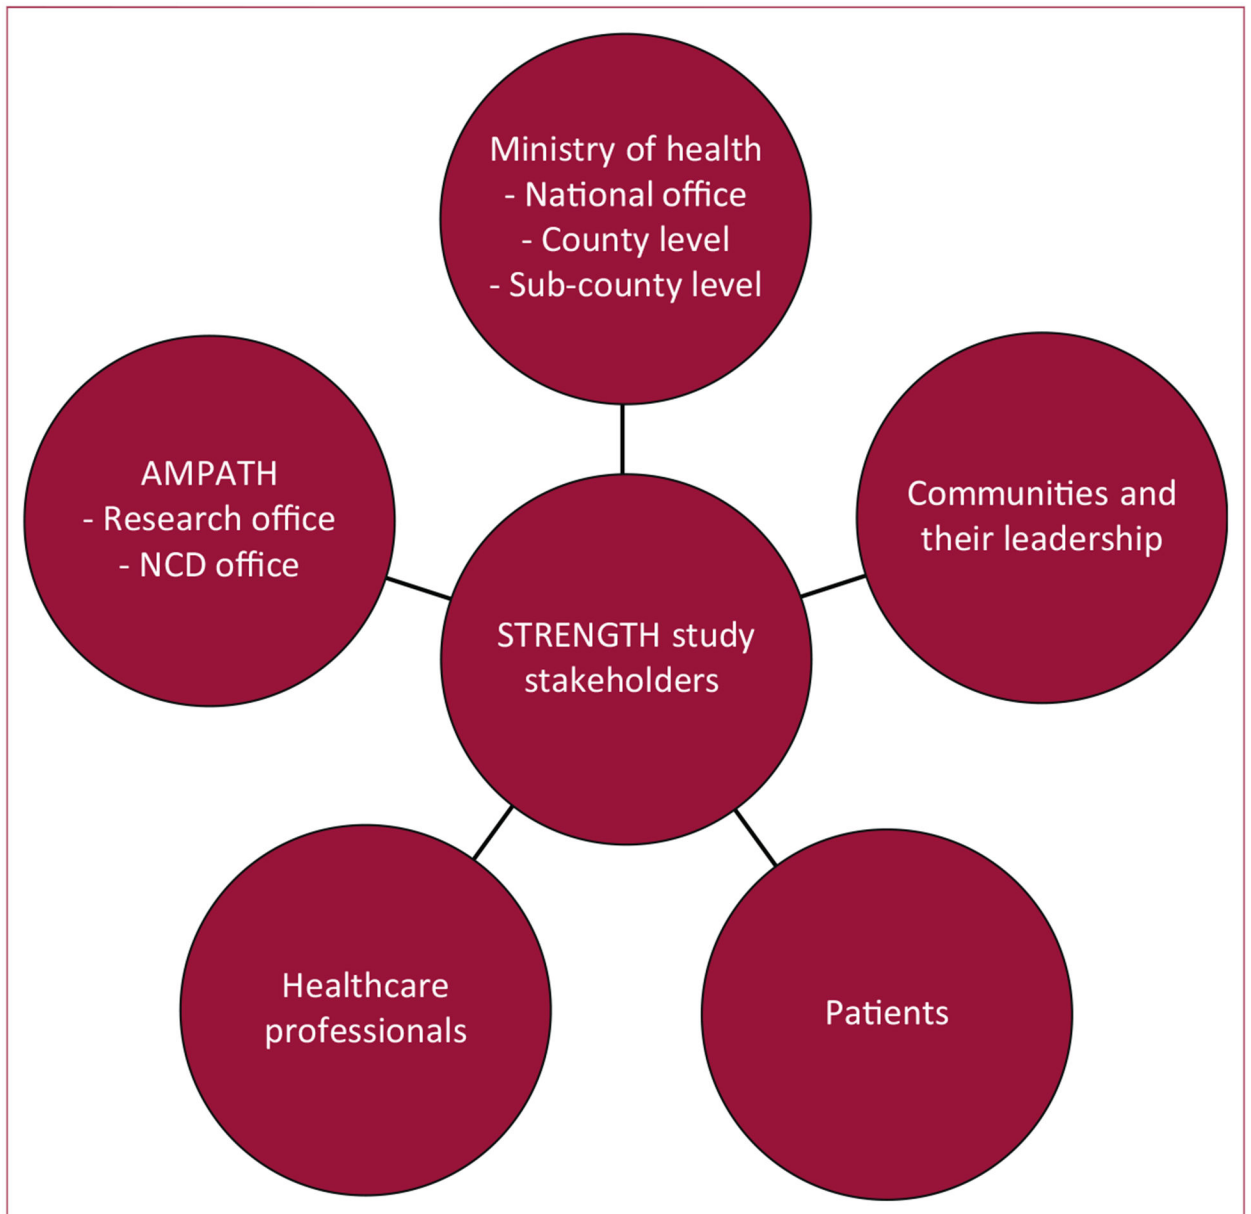 Ministry of health
- National office
- County level
- Sub-county level
AMPATH
- Research office
- NCD office
Communities and
their leadership
STRENGTH study
stakeholders
Healthcare
professionals
Patients